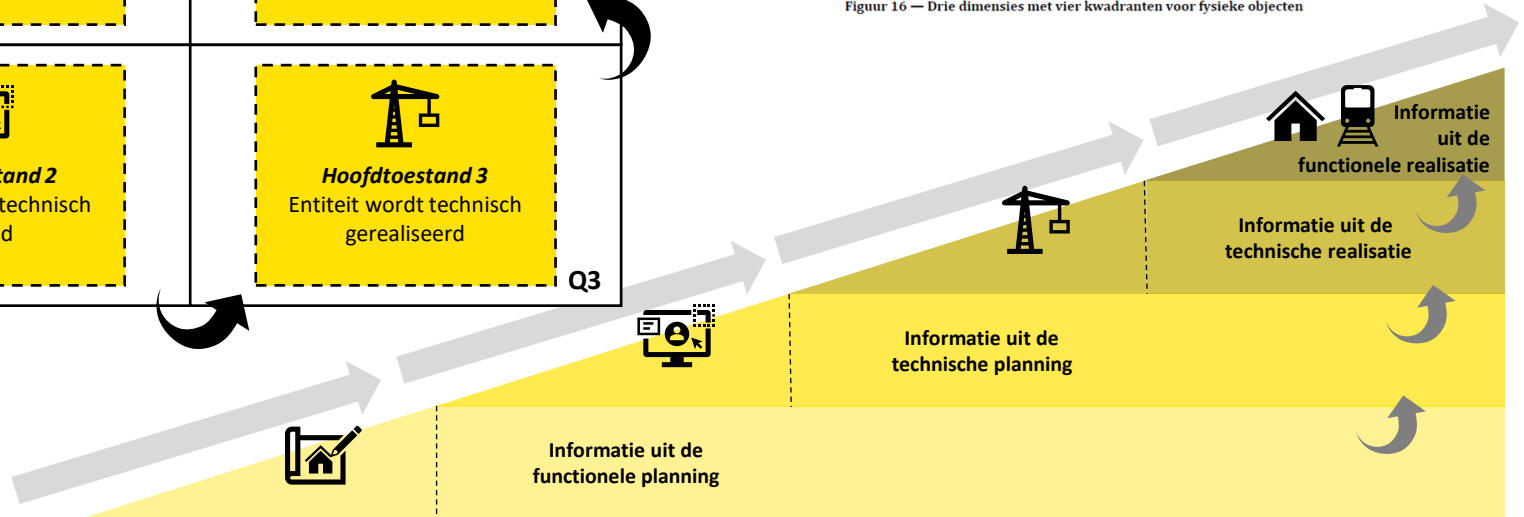 Figuur 16 — Drie dimensies met vier kwadranten voor fysieke objecten
tand 2
technisch
d
Hoofdtoestand 3
Entiteit wordt technisch
gerealiseerd
Q3
Informatie
uit de
functionele realisatie
Informatie uit de
technische realisatie
Informatie uit de
technische planning
Informatie uit de
functionele planning